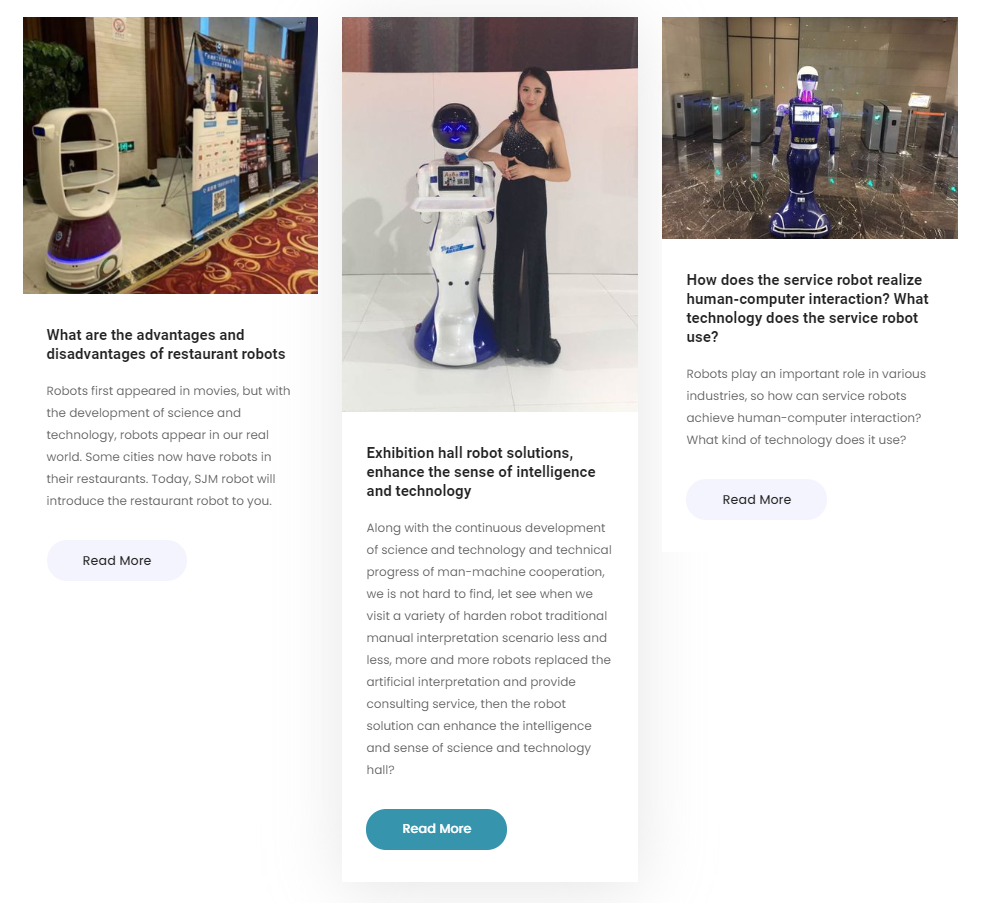 What are the advantages and
disadvantages of restaurant robots
Robots first appeared in movies, but with
the development of science and
technology, robots appear in our real
world. Some cities now have robots in
their restaurants. Today, SJM robot will
introduce the restaurant robot to you.
Read More
Exhibition hall robot solutions,
enhance the sense of intelligence
and technology
Along with the continuous development
of science and technology and technical
progress of man-machine cooperation,
we is not hard to find, let see when we
visit a variety of harden robot traditional
manual interpretation scenario less and
less, more and more robots replaced the
artificial interpretation and provide
consulting service, then the robot
solution can enhance the intelligence
and sense of science and technology
hall?
Read More
How does the service robot realize
human-computer interaction? What
technology does the service robot
use?
Robots play an important role in various
industries, so how can service robots
achieve human-computer interaction?
What kind of technology does it use?
Read More